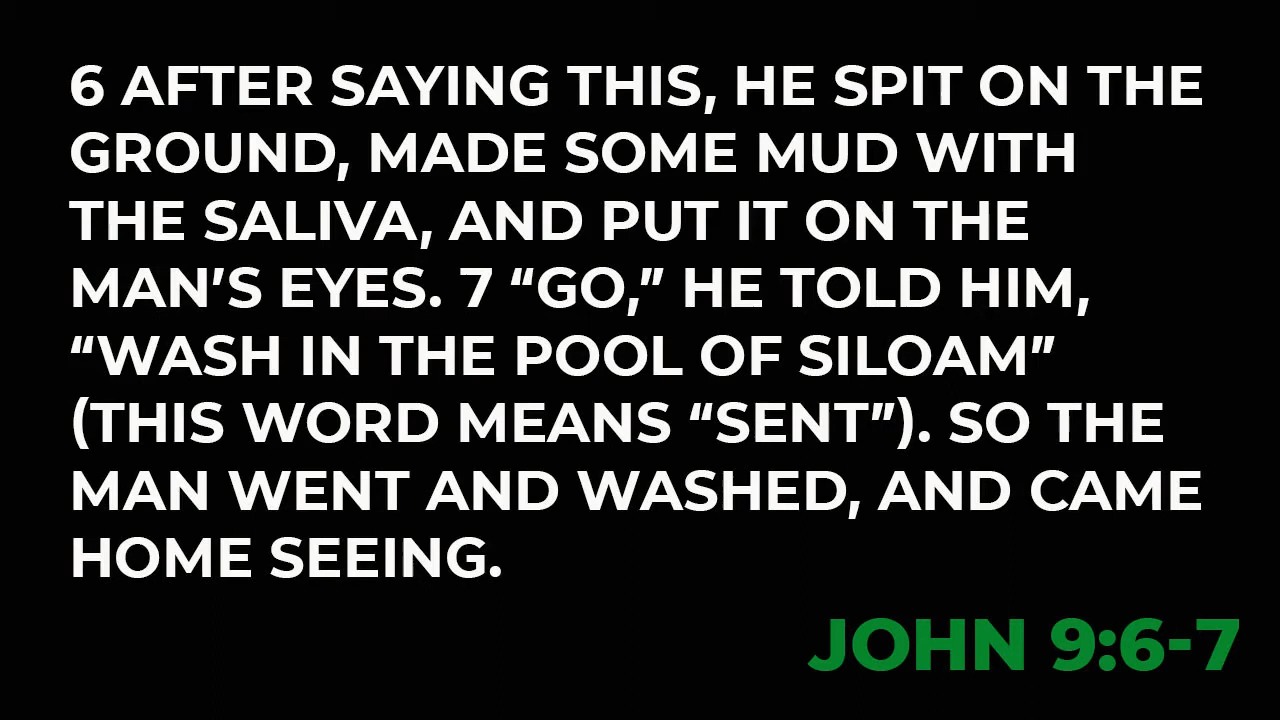 6 AFTER SAYING THIS, HE SPIT ON THE
GROUND, MADE SOME MUD WITH
THE SALIVA, AND PUT IT ON THE
MAN’S EYES. 7 “GO,” HE TOLD HIM,
“WASH IN THE POOL OF SILOAM”
(THIS WORD MEANS “SENT”). SO THE
MAN WENT AND WASHED, AND CAME
HOME SEEING.
JOHN 9:6-7